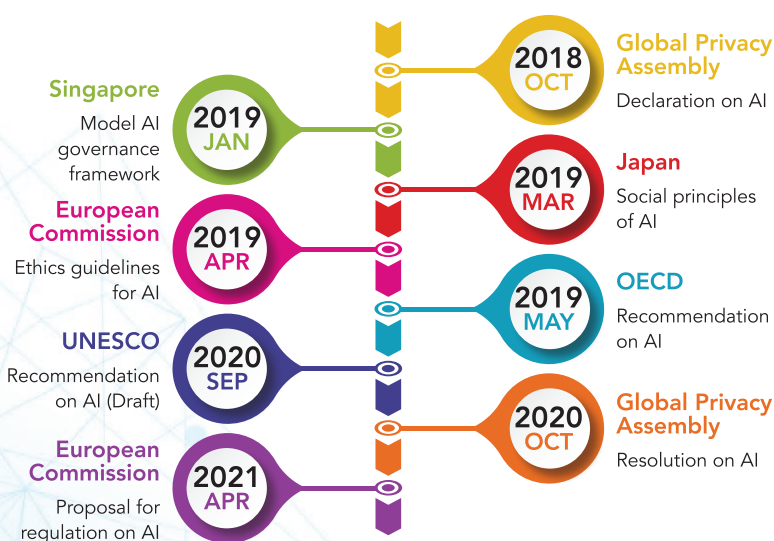 2018
OCT
Global Privacy
Assembly
Declaration on AI
Singapore
Model AI
governance
framework
2019
JAN
2019
MAR
Japan
Social principles
of AI
European
Commission
Ethics guidelines
for AI
2019
APR
2019
MAY
OECD
Recommendation
on AI
UNESCO
Recommendation
on AI (Draft)
2020
SEP
2020
OCT
Global Privacy
Assembly
Resolution on AI
European
Commission
Proposal for
regulation on AI
2021
APR